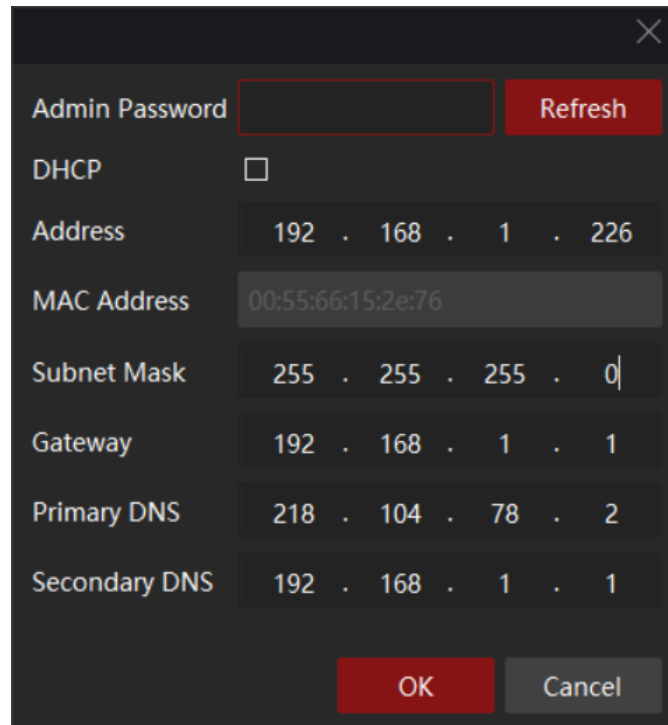 Admin Password Refresh
DHCP
Address 192 . 168 . 1 . 226
MAC Address 00:55:66:15:2e:76
Subnet Mask 255 . 255 . 255 . 0
Gateway 192 . 168 . 1 . 1
Primary DNS 218 . 104 . 78 . 2
Secondary DNS 192 . 168 . 1 . 1
OK Cancel